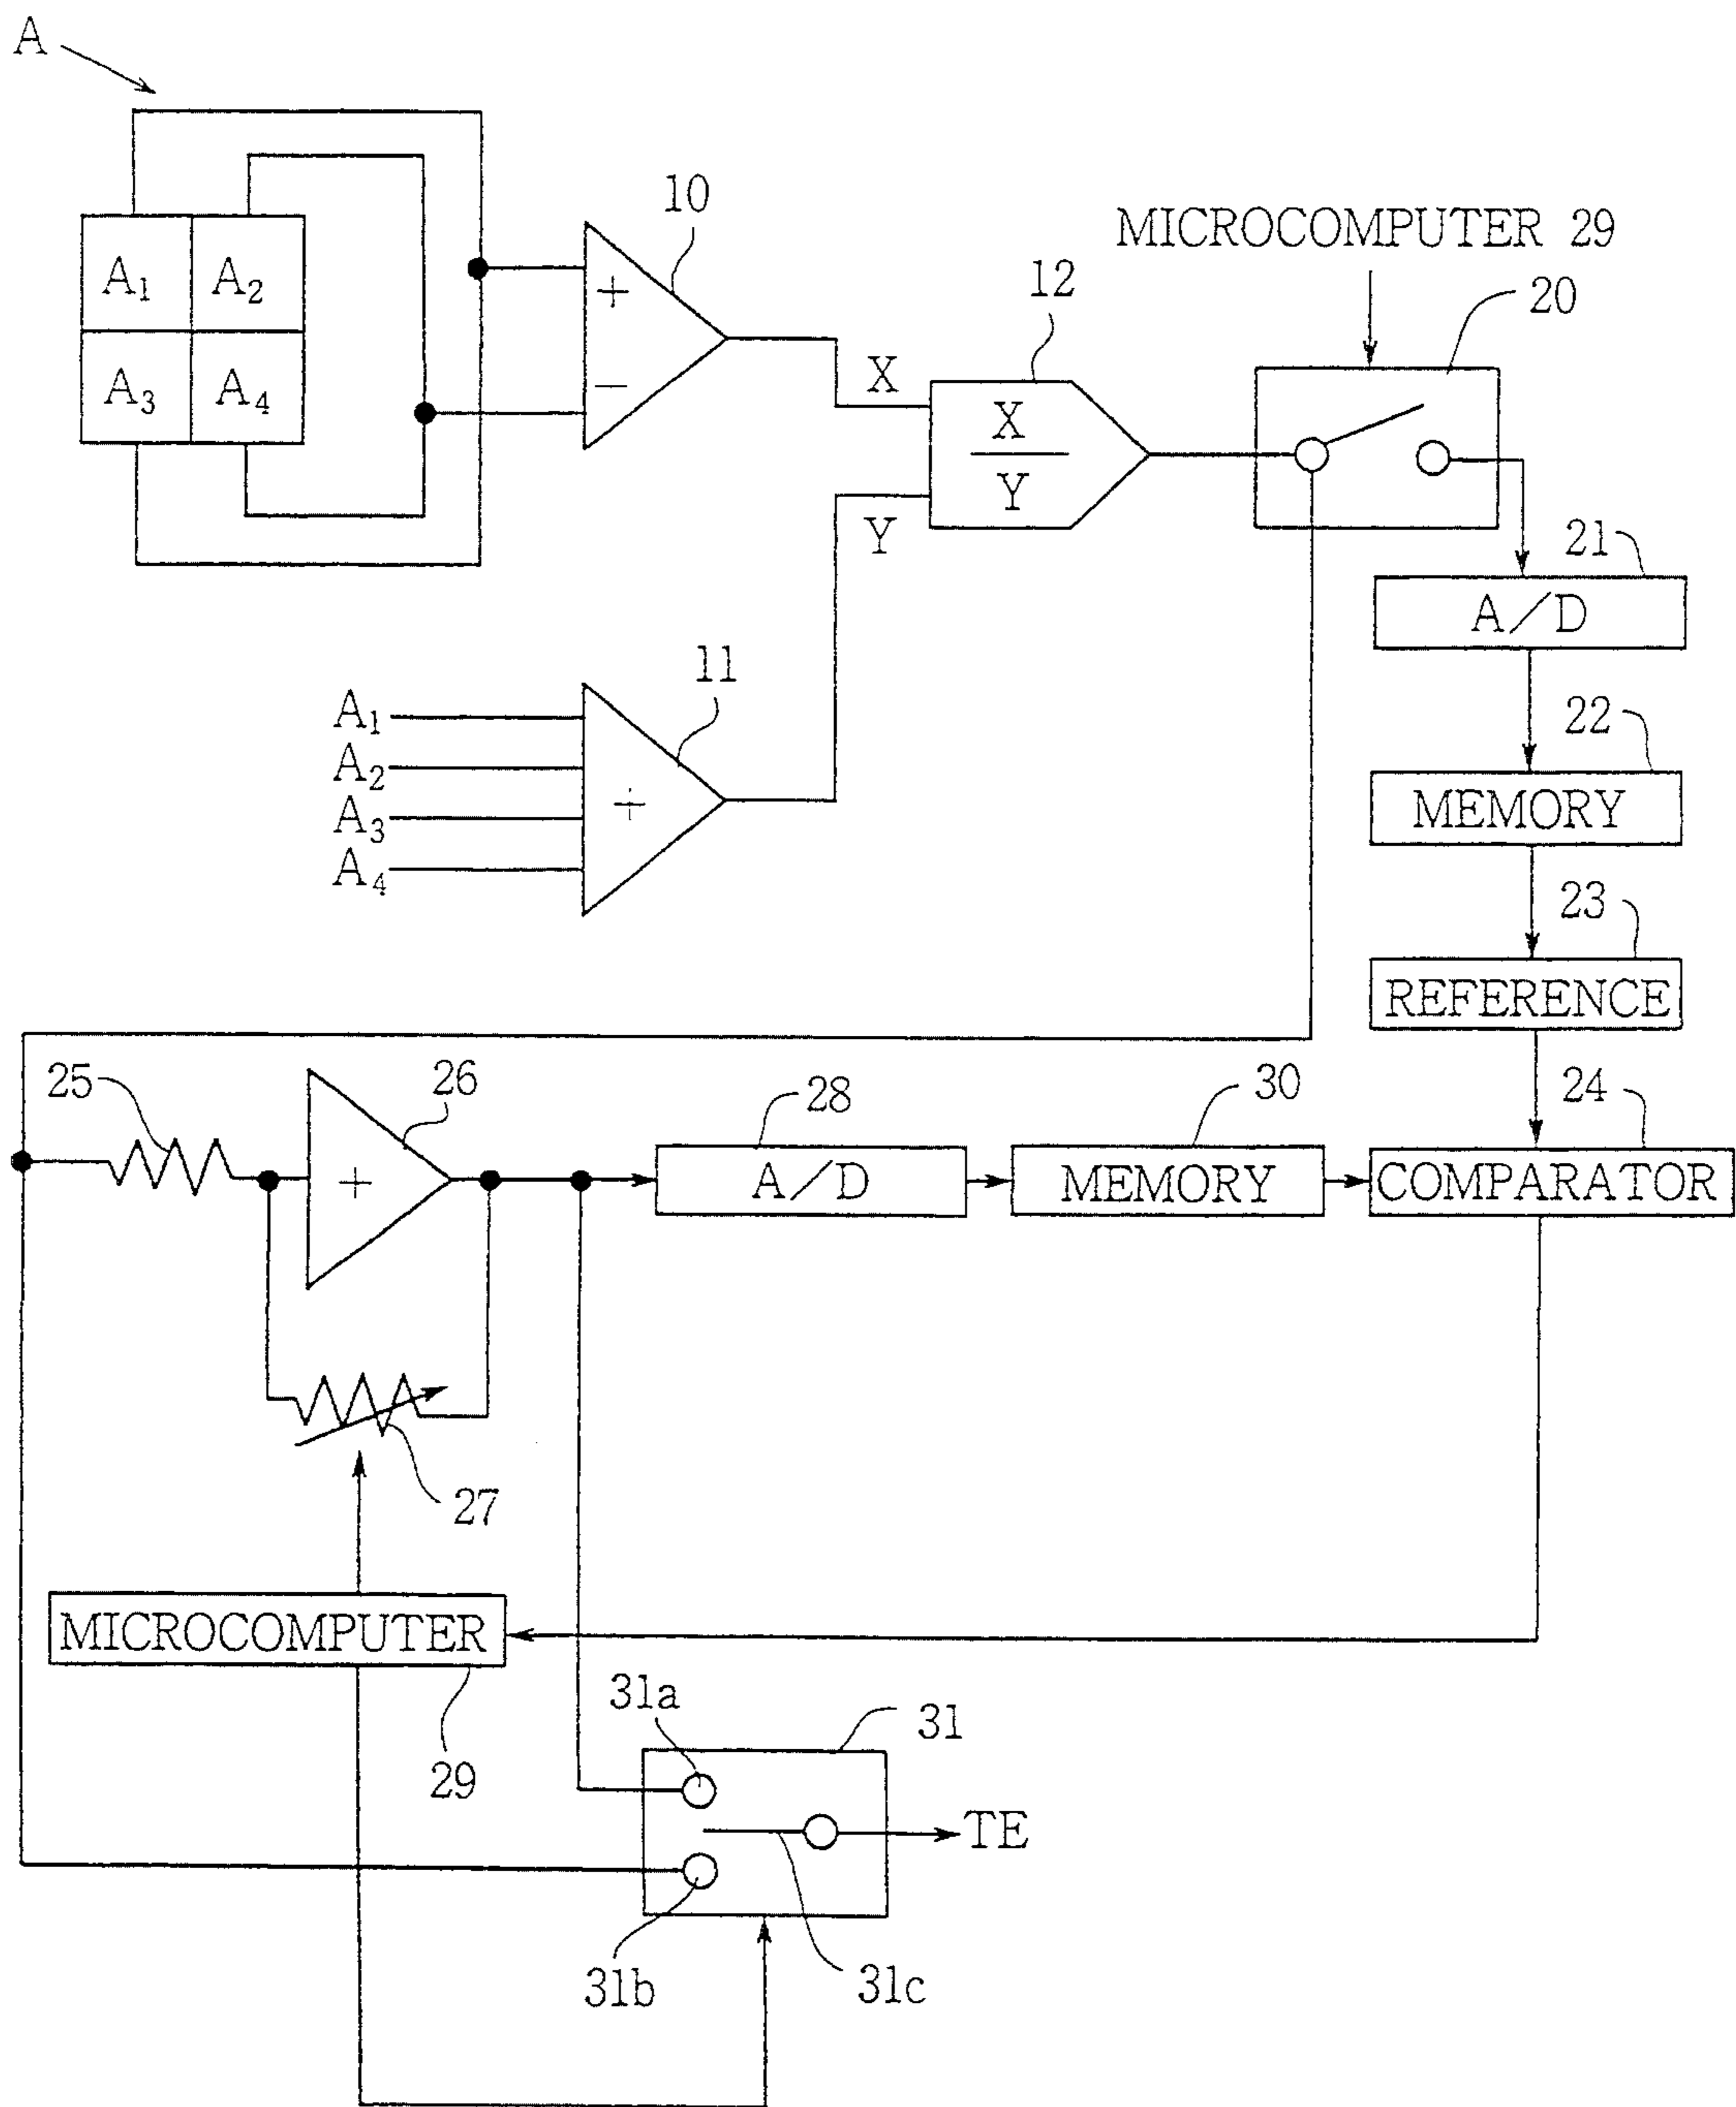 A
10
MICROCOMPUTER 29
A1 A2
+
12
20
A3 A4
−
X
X
Y
Y
21
A/D
11
A1
22
A2
+
MEMORY
A3
A4
23
REFERENCE
25
26
28
30
24
+
A/D
MEMORY
COMPARATOR
27
MICROCOMPUTER
31a
31
29
TE
31b
31c